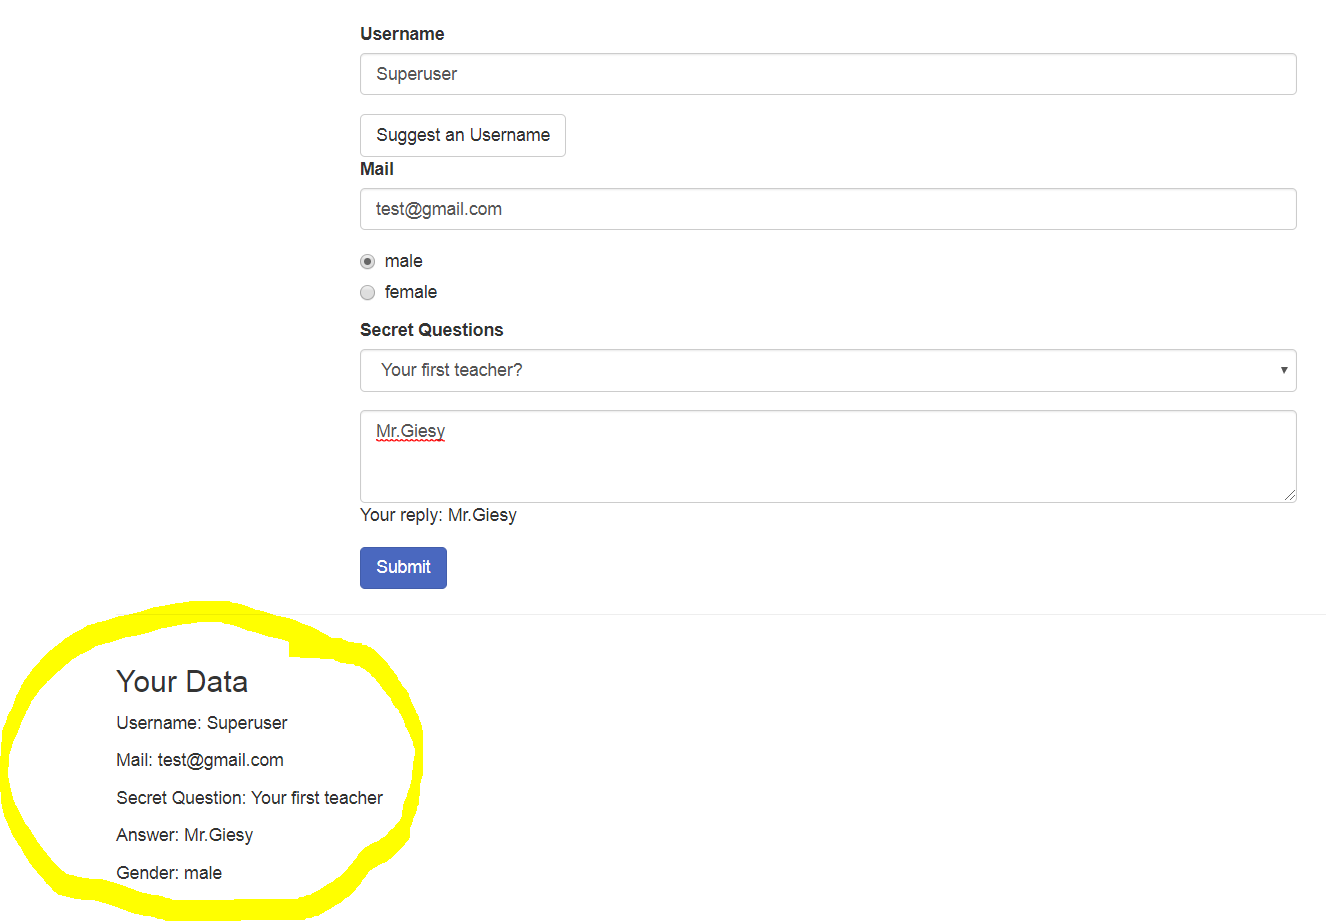 Username
Superuser
Suggest an Username
Mail
test@gmail.com
male
female
Secret Questions
Your first teacher?
Mr.Giesy
Your reply: Mr.Giesy
Submit
Your Data
Username: Superuser
Mail: test@gmail.com
Secret Question: Your first teacher
Answer: Mr.Giesy
Gender: male